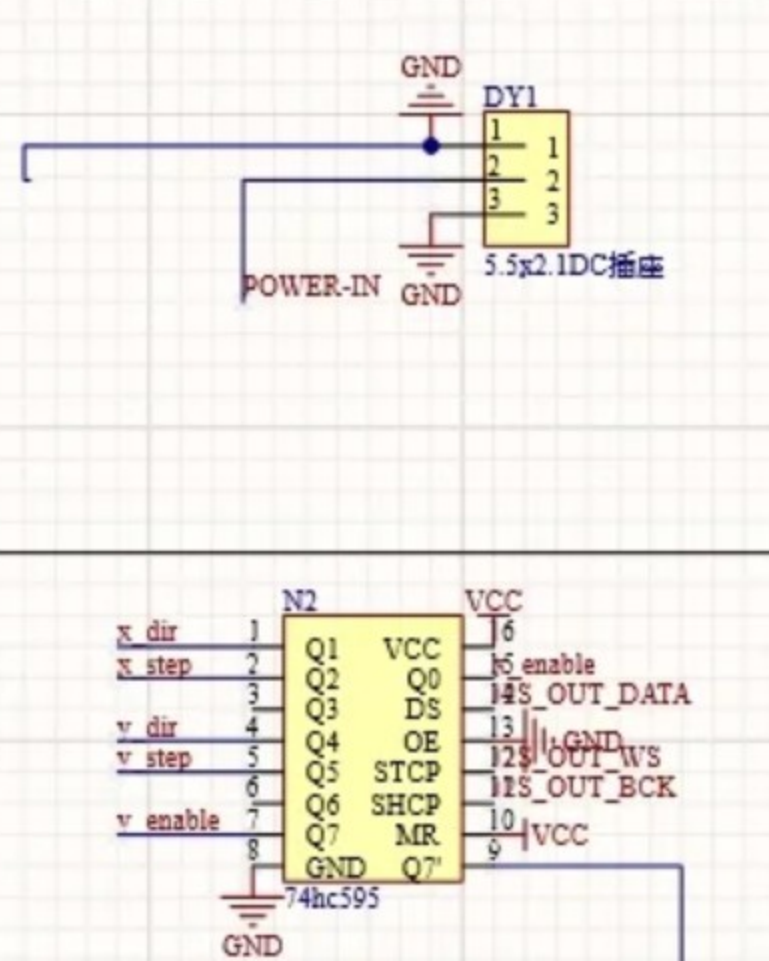 GND
DY1
1 1
2 2
3 3
5.5x2.1DC插座
POWER-IN
GND
N2
VCC
x_dir 1 Q1 VCC 16
x_step 2 Q2 Q0 15 x_enable
3 Q3 DS 14 I2S_OUT_DATA
y_dir 4 Q4 OE 13 GND
y_step 5 Q5 STCP 12 I2S_OUT_WS
6 Q6 SHCP 11 I2S_OUT_BCK
y_enable 7 Q7 MR 10 VCC
8 GND Q7' 9
74hc595
GND